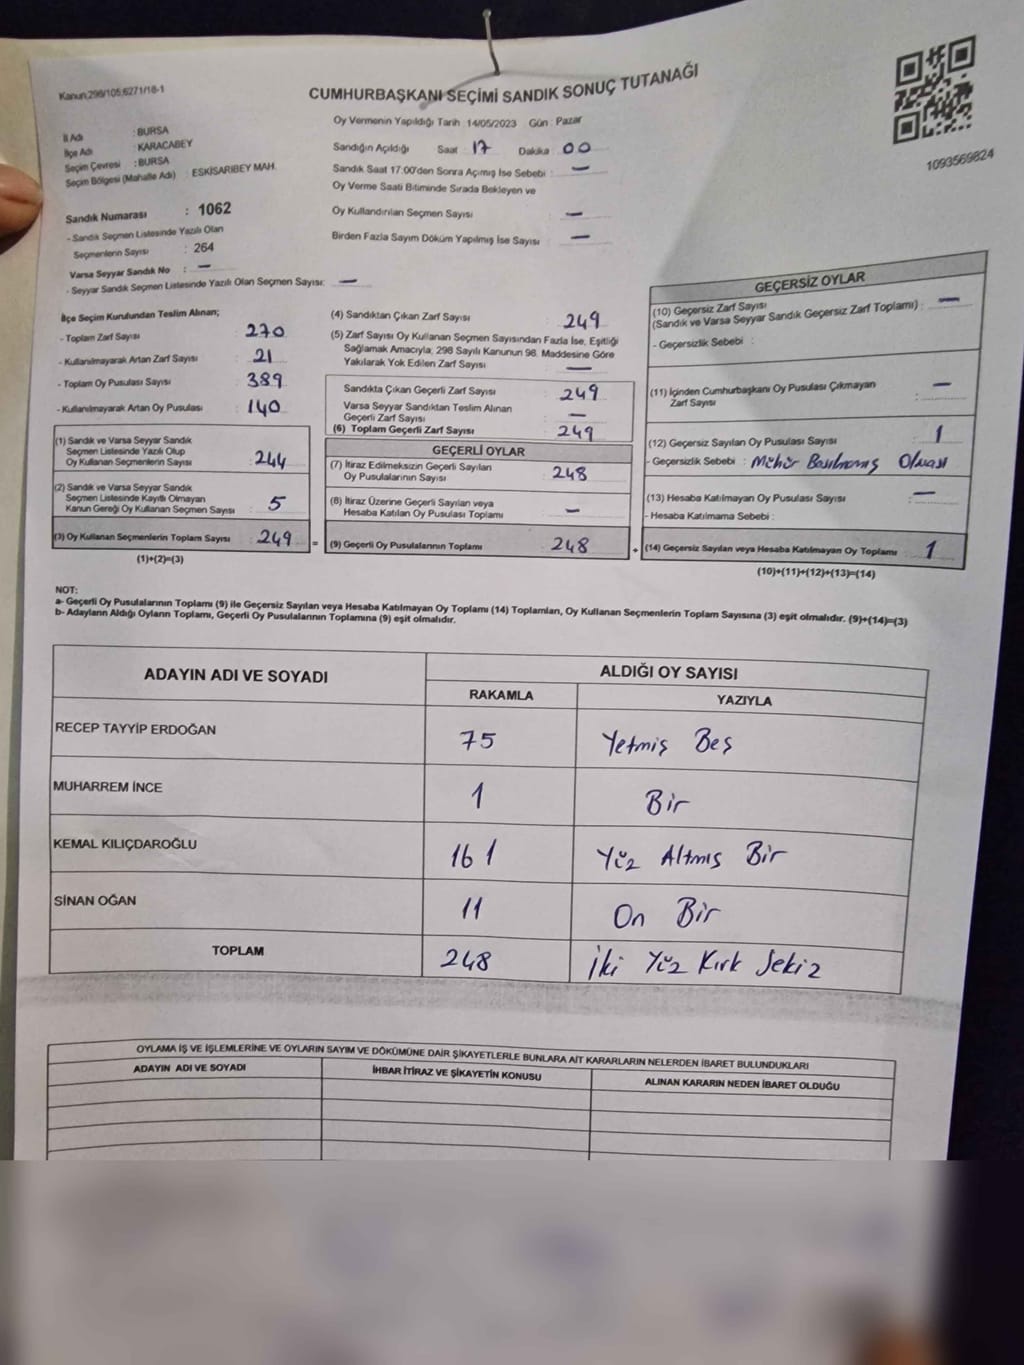 Kanun:298/105;6271/18-1
CUMHURBAŞKANI SEÇİMİ SANDIK SONUÇ TUTANAĞI
1093569824
İl Adı : BURSA
İlçe Adı : KARACABEY
Seçim Çevresi : BURSA
Seçim Bölgesi (Mahalle Adı) : ESKİSARIBEY MAH.
Sandık Numarası : 1062
- Sandık Seçmen Listesinde Yazılı Olan
Seçmenlerin Sayısı : 264
Varsa Seyyar Sandık No : —
- Seyyar Sandık Seçmen Listesinde Yazılı Olan Seçmen Sayısı: —
Oy Vermenin Yapıldığı Tarih 14/05/2023 Gün : Pazar
Sandığın Açıldığı Saat 17 Dakika 00
Sandık Saat 17:00'den Sonra Açımış İse Sebebi : —
Oy Verme Saati Bitiminde Sırada Bekleyen ve
Oy Kullandırılan Seçmen Sayısı —
Birden Fazla Sayım Döküm Yapılmış İse Sayısı —
İlçe Seçim Kurulundan Teslim Alınan;
- Toplam Zarf Sayısı : 270
- Kullanılmayarak Artan Zarf Sayısı : 21
- Toplam Oy Pusulası Sayısı : 389
- Kullanılmayarak Artan Oy Pusulası : 140
(1) Sandık ve Varsa Seyyar Sandık
Seçmen Listesinde Yazılı Olup
Oy Kullanan Seçmenlerin Sayısı : 244
(2) Sandık ve Varsa Seyyar Sandık
Seçmen Listesinde Kayıtlı Olmayan
Kanun Gereği Oy Kullanan Seçmen Sayısı : 5
(3) Oy Kullanan Seçmenlerin Toplam Sayısı : 249 =
(1)+(2)=(3)
(4) Sandıktan Çıkan Zarf Sayısı 249
(5) Zarf Sayısı Oy Kullanan Seçmen Sayısından Fazla İse, Eşitliği
Sağlamak Amacıyla, 298 Sayılı Kanunun 98. Maddesine Göre
Yakılarak Yok Edilen Zarf Sayısı —
Sandıkta Çıkan Geçerli Zarf Sayısı 249
Varsa Seyyar Sandıktan Teslim Alınan
Geçerli Zarf Sayısı —
(6) Toplam Geçerli Zarf Sayısı 249
GEÇERLİ OYLAR
(7) İtiraz Edilmeksizin Geçerli Sayılan
Oy Pusulalarının Sayısı 248
(8) İtiraz Üzerine Geçerli Sayılan veya
Hesaba Katılan Oy Pusulası Toplamı —
(9) Geçerli Oy Pusulalarının Toplamı 248 +
GEÇERSİZ OYLAR
(10) Geçersiz Zarf Sayısı
(Sandık ve Varsa Seyyar Sandık Geçersiz Zarf Toplamı) : —
- Geçersizlik Sebebi :
(11) İçinden Cumhurbaşkanı Oy Pusulası Çıkmayan
Zarf Sayısı : —
(12) Geçersiz Sayılan Oy Pusulası Sayısı : 1
- Geçersizlik Sebebi : Mühür Basılmamış Olması
(13) Hesaba Katılmayan Oy Pusulası Sayısı : —
- Hesaba Katılmama Sebebi :
(14) Geçersiz Sayılan veya Hesaba Katılmayan Oy Toplamı : 1
(10)+(11)+(12)+(13)=(14)
NOT:
a- Geçerli Oy Pusulalarının Toplamı (9) ile Geçersiz Sayılan veya Hesaba Katılmayan Oy Toplamı (14) Toplamları, Oy Kullanan Seçmenlerin Toplam Sayısına (3) eşit olmalıdır. (9)+(14)=(3)
b- Adayların Aldığı Oyların Toplamı, Geçerli Oy Pusulalarının Toplamına (9) eşit olmalıdır.
ADAYIN ADI VE SOYADI
ALDIĞI OY SAYISI
RAKAMLA YAZIYLA
RECEP TAYYİP ERDOĞAN 75 Yetmiş Beş
MUHARREM İNCE 1 Bir
KEMAL KILIÇDAROĞLU 161 Yüz Altmış Bir
SİNAN OĞAN 11 On Bir
TOPLAM 248 İki Yüz Kırk Sekiz
OYLAMA İŞ VE İŞLEMLERİNE VE OYLARIN SAYIM VE DÖKÜMÜNE DAİR ŞİKAYETLERLE BUNLARA AİT KARARLARIN NELERDEN İBARET BULUNDUKLARI
ADAYIN ADI VE SOYADI
İHBAR İTİRAZ VE ŞİKAYETİN KONUSU
ALINAN KARARIN NEDEN İBARET OLDUĞU